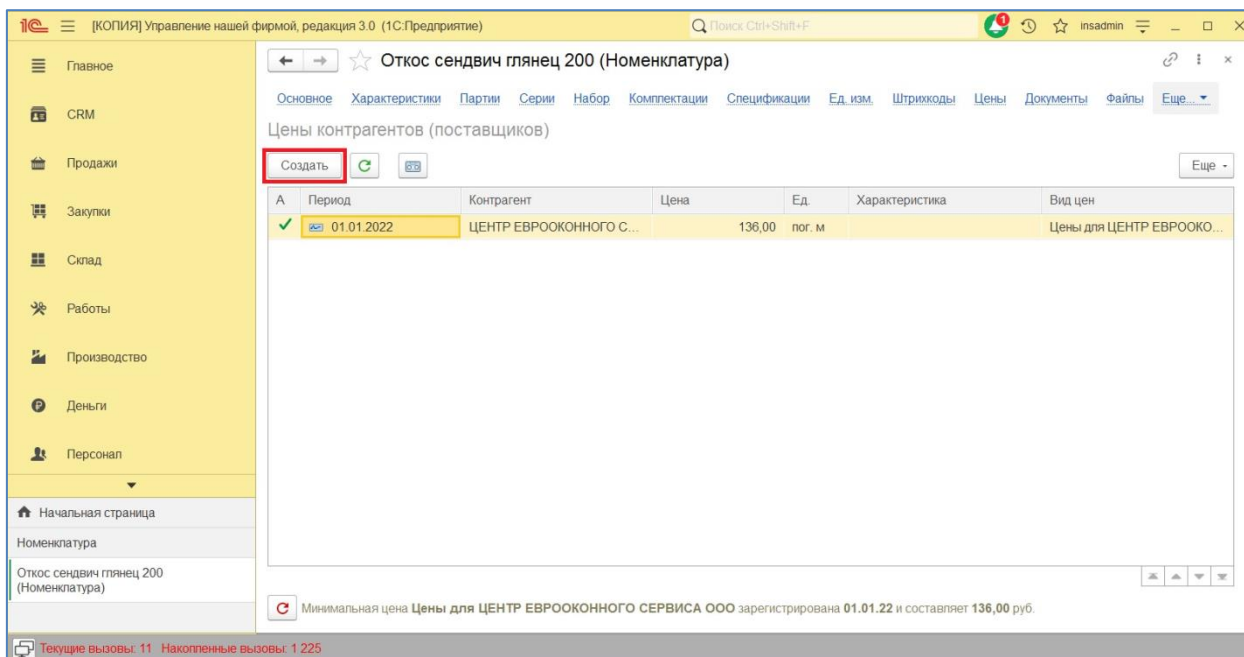 1С [КОПИЯ] Управление нашей фирмой, редакция 3.0 (1С:Предприятие) Поиск Ctrl+Shift+F 1 insadmin
Главное
CRM
Продажи
Закупки
Склад
Работы
Производство
Деньги
Персонал
Начальная страница
Номенклатура
Откос сендвич глянец 200
(Номенклатура)
Откос сендвич глянец 200 (Номенклатура)
Основное Характеристики Партии Серии Набор Комплектации Спецификации Ед. изм. Штрихкоды Цены Документы Файлы Еще...
Цены контрагентов (поставщиков)
Создать Еще
А Период Контрагент Цена Ед. Характеристика Вид цен
01.01.2022 ЦЕНТР ЕВРООКОННОГО С... 136,00 пог. м Цены для ЦЕНТР ЕВРООКО...
Минимальная цена Цены для ЦЕНТР ЕВРООКОННОГО СЕРВИСА ООО зарегистрирована 01.01.22 и составляет 136,00 руб.
Текущие вызовы: 11 Накопленные вызовы: 1 225